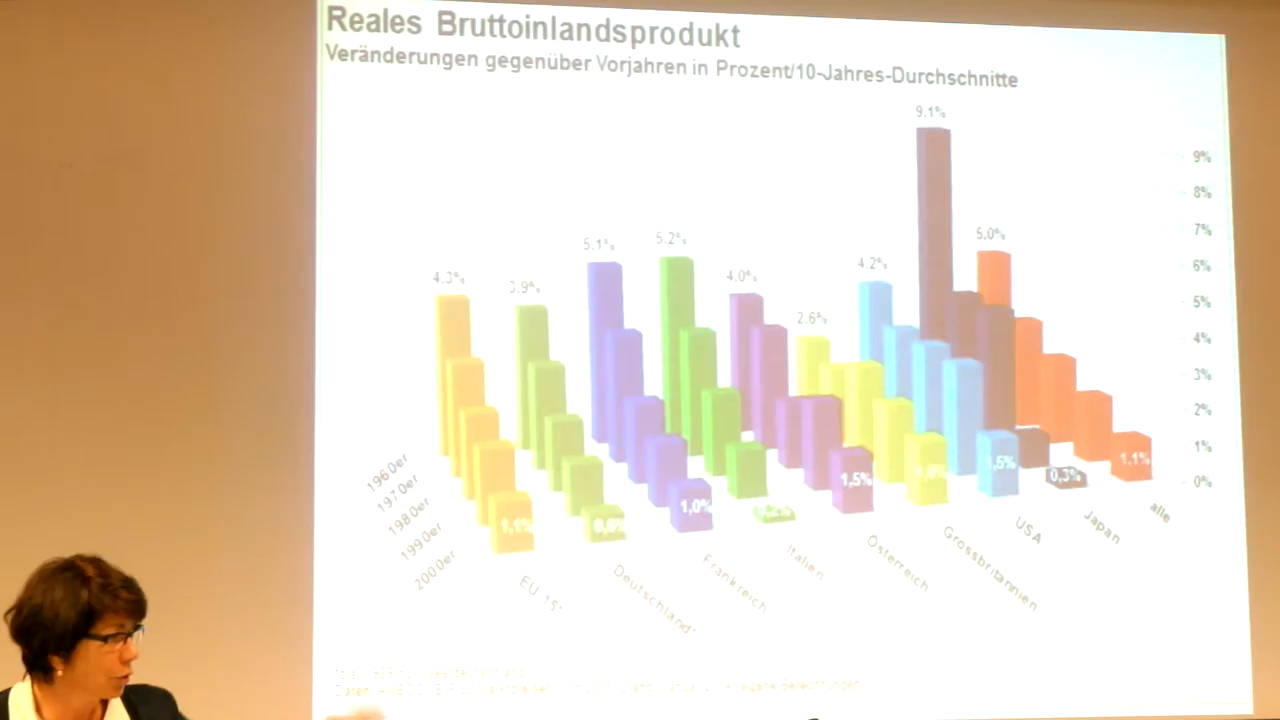 Reales Bruttoinlandsprodukt
Veränderungen gegenüber Vorjahren in Prozent/10-Jahres-Durchschnitte
9.1%
9%
8%
5.1% 5.2% 5.0% 7%
4.3% 3.9% 4.0% 4.2% 6%
2.6% 5%
4%
3%
2%
1%
1,1% 1,0% 1,5% 1,5% 0,3% 1,1% 0%
1960er
1970er
1980er
1990er
2000er
EU 15*
Deutschland*
Frankreich
Italien
Österreich
Grossbritannien
USA
Japan
alle